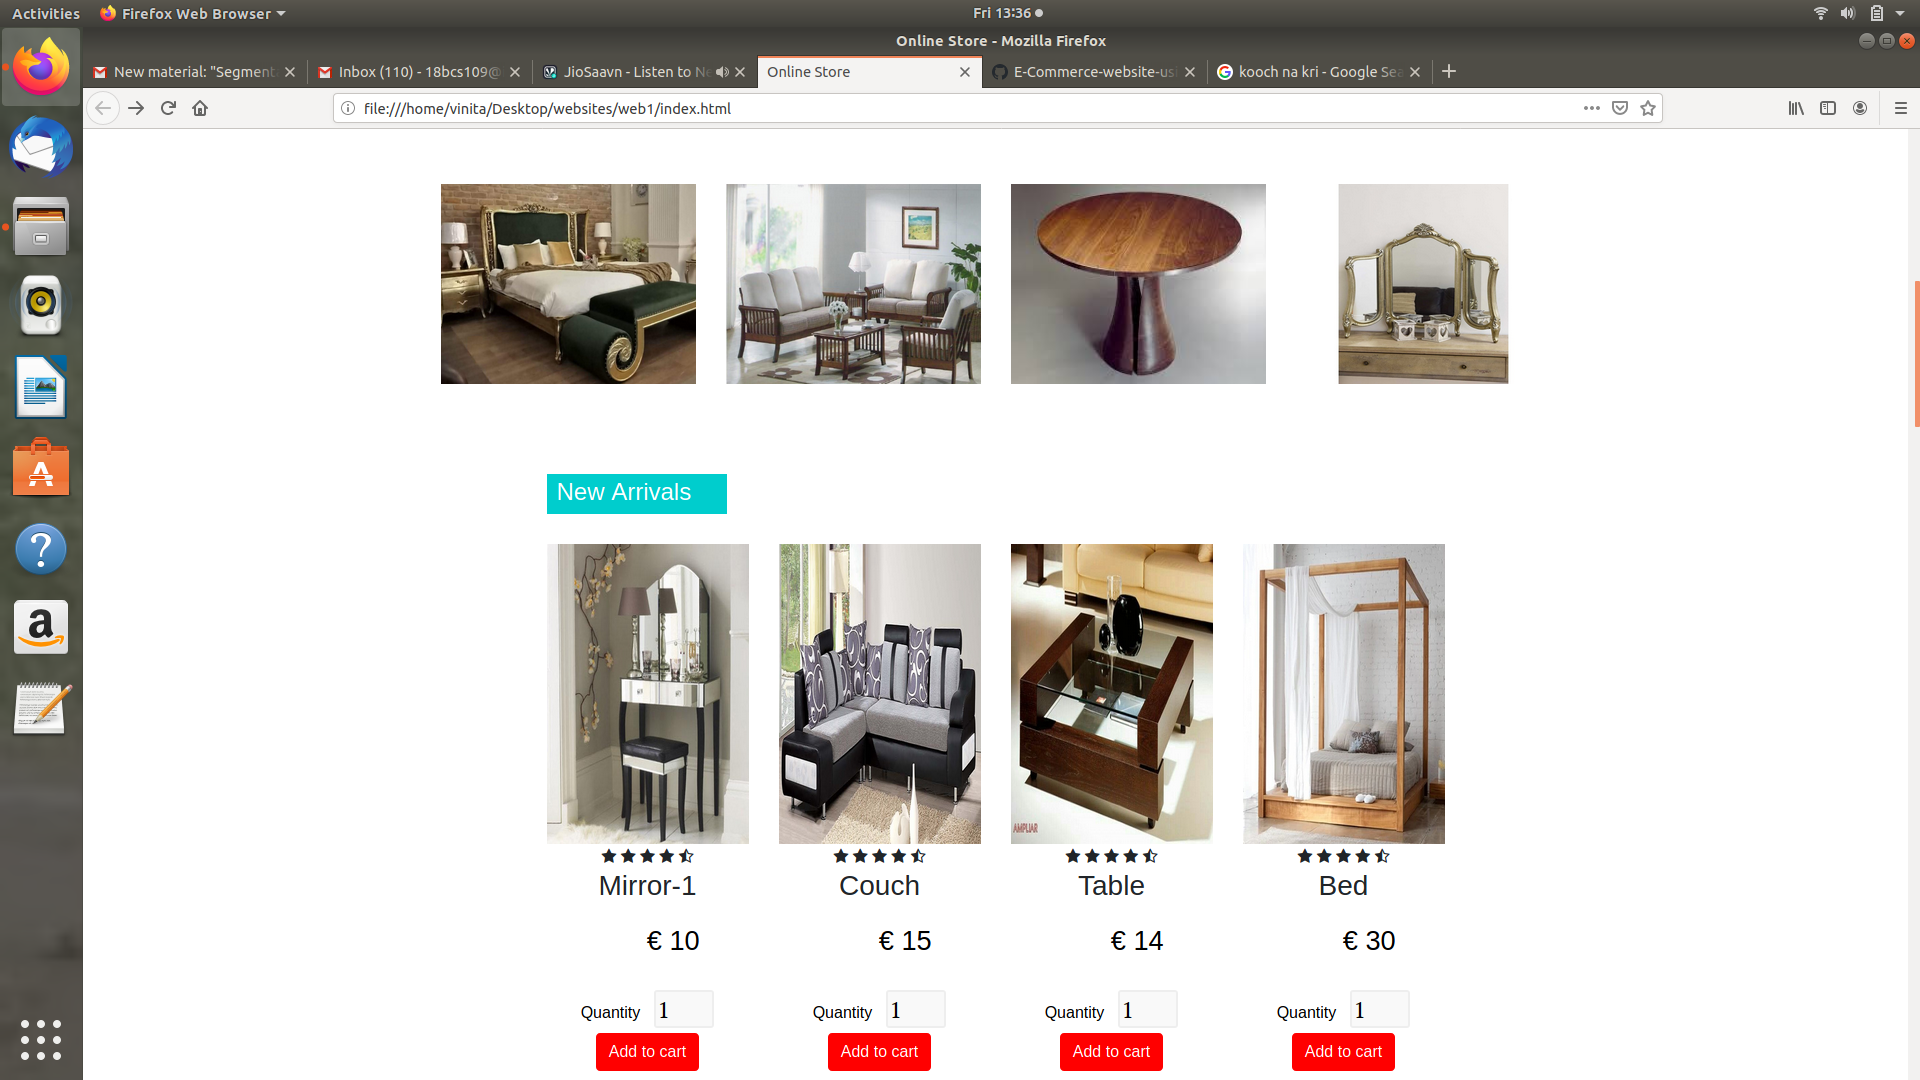 Activities Firefox Web Browser Fri 13:36
Online Store - Mozilla Firefox
New material: "Segment Inbox (110) - 18bcs109@ JioSaavn - Listen to Ne Online Store E-Commerce-website-usi kooch na kri - Google Sea
file:///home/vinita/Desktop/websites/web1/index.html
New Arrivals
AMPLIAR
Mirror-1 Couch Table Bed
€ 10 € 15 € 14 € 30
Quantity 1 Quantity 1 Quantity 1 Quantity 1
Add to cart Add to cart Add to cart Add to cart